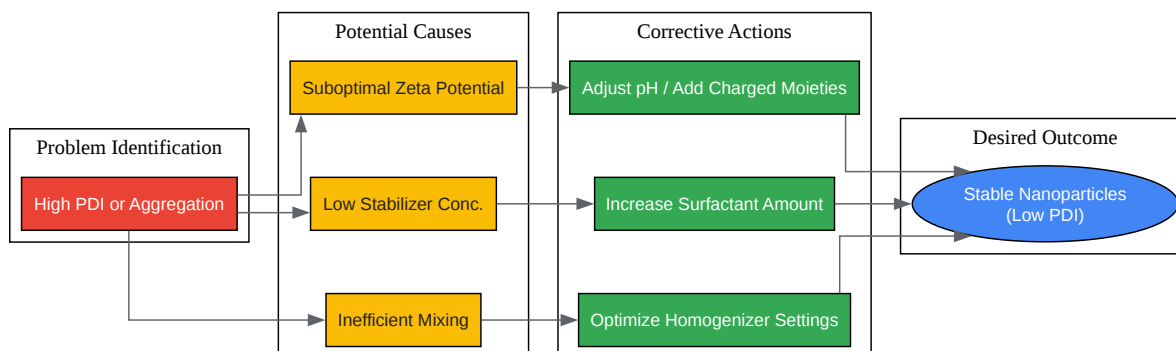 Problem Identification
High PDI or Aggregation
Potential Causes
Suboptimal Zeta Potential
Low Stabilizer Conc.
Inefficient Mixing
Corrective Actions
Adjust pH / Add Charged Moieties
Increase Surfactant Amount
Optimize Homogenizer Settings
Desired Outcome
Stable Nanoparticles
(Low PDI)